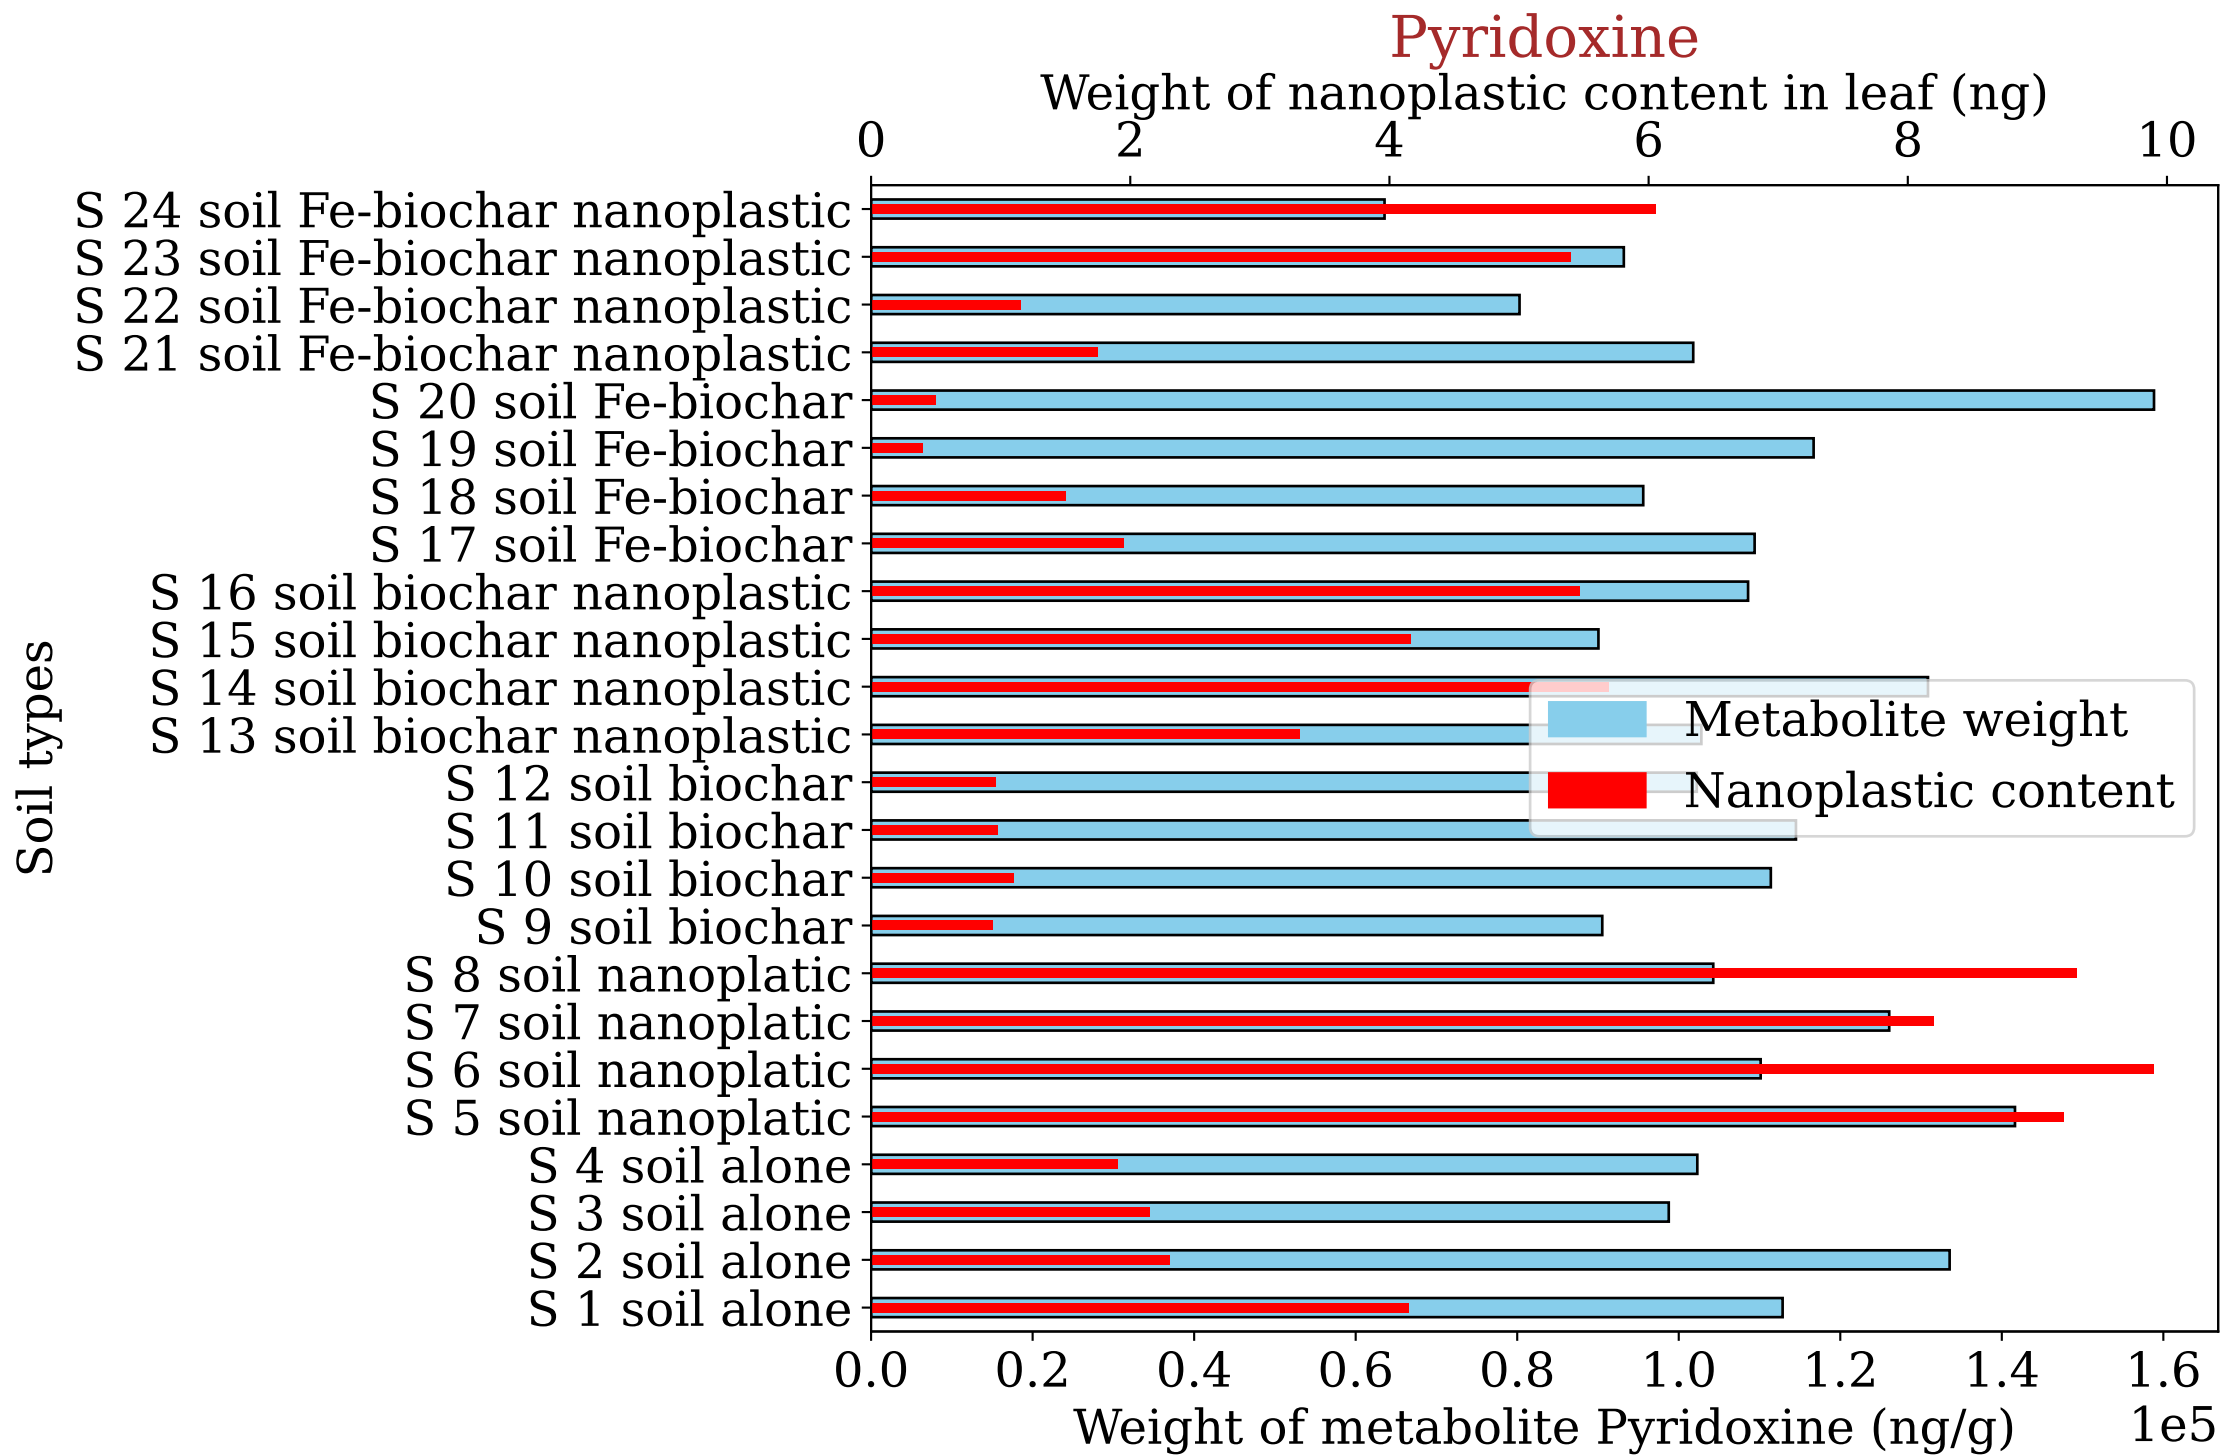 Pyridoxine
Weight of nanoplastic content in leaf (ng)
0 2 4 6 8 10
S 24 soil Fe-biochar nanoplastic
S 23 soil Fe-biochar nanoplastic
S 22 soil Fe-biochar nanoplastic
S 21 soil Fe-biochar nanoplastic
S 20 soil Fe-biochar
S 19 soil Fe-biochar
S 18 soil Fe-biochar
S 17 soil Fe-biochar
S 16 soil biochar nanoplastic
S 15 soil biochar nanoplastic
S 14 soil biochar nanoplastic
S 13 soil biochar nanoplastic
S 12 soil biochar
S 11 soil biochar
S 10 soil biochar
S 9 soil biochar
S 8 soil nanoplatic
S 7 soil nanoplatic
S 6 soil nanoplatic
S 5 soil nanoplatic
S 4 soil alone
S 3 soil alone
S 2 soil alone
S 1 soil alone
Soil types
Metabolite weight
Nanoplastic content
0.0 0.2 0.4 0.6 0.8 1.0 1.2 1.4 1.6
Weight of metabolite Pyridoxine (ng/g)
1e5